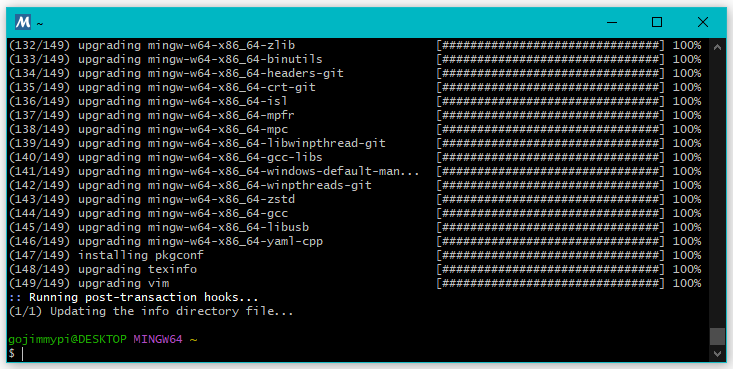 M ~
(132/149) upgrading mingw-w64-x86_64-zlib [##############################] 100%
(133/149) upgrading mingw-w64-x86_64-binutils [##############################] 100%
(134/149) upgrading mingw-w64-x86_64-headers-git [##############################] 100%
(135/149) upgrading mingw-w64-x86_64-crt-git [##############################] 100%
(136/149) upgrading mingw-w64-x86_64-isl [##############################] 100%
(137/149) upgrading mingw-w64-x86_64-mpfr [##############################] 100%
(138/149) upgrading mingw-w64-x86_64-mpc [##############################] 100%
(139/149) upgrading mingw-w64-x86_64-libwinpthread-git [##############################] 100%
(140/149) upgrading mingw-w64-x86_64-gcc-libs [##############################] 100%
(141/149) upgrading mingw-w64-x86_64-windows-default-man... [##############################] 100%
(142/149) upgrading mingw-w64-x86_64-winpthreads-git [##############################] 100%
(143/149) upgrading mingw-w64-x86_64-zstd [##############################] 100%
(144/149) upgrading mingw-w64-x86_64-gcc [##############################] 100%
(145/149) upgrading mingw-w64-x86_64-libusb [##############################] 100%
(146/149) upgrading mingw-w64-x86_64-yaml-cpp [##############################] 100%
(147/149) installing pkgconf [##############################] 100%
(148/149) upgrading texinfo [##############################] 100%
(149/149) upgrading vim [##############################] 100%
:: Running post-transaction hooks...
(1/1) Updating the info directory file...
gojimmypi@DESKTOP MINGW64 ~
$